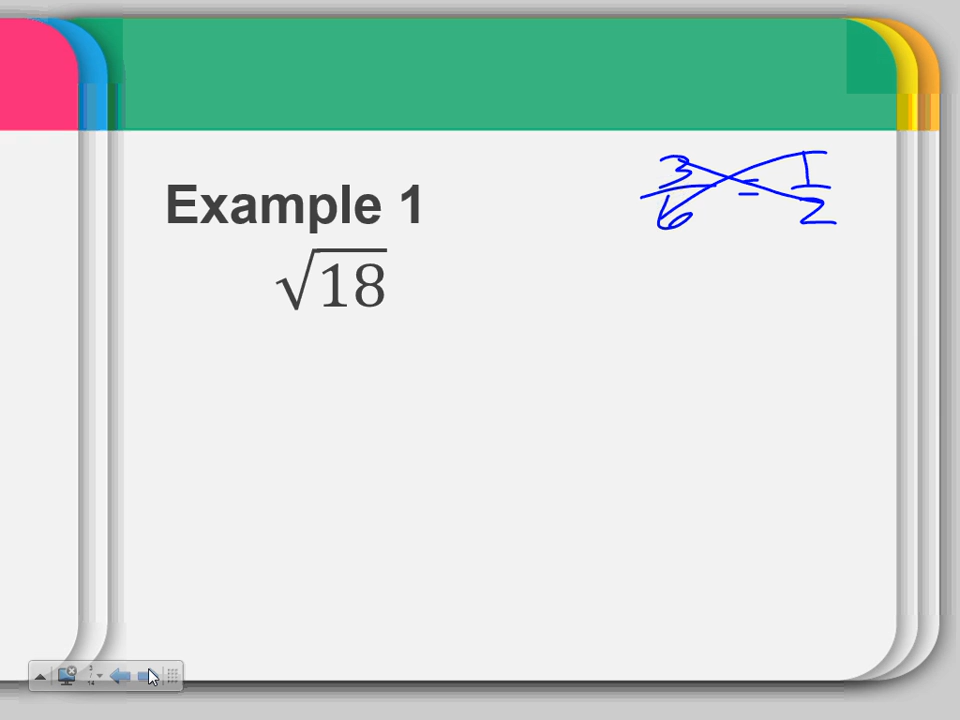 Example 1
3/6 = 1/2
√18